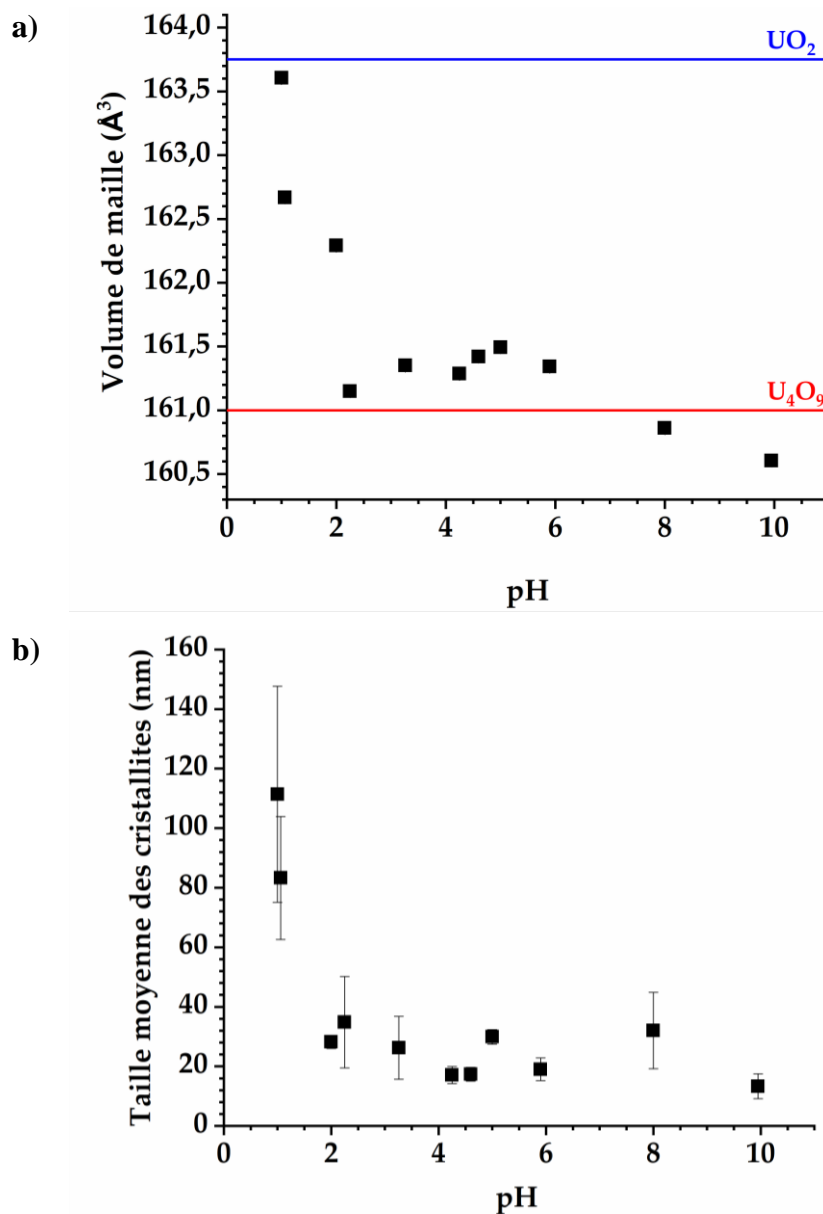 a)
Volume de maille (Å³)
164,0
163,5
163,0
162,5
162,0
161,5
161,0
160,5
UO₂
U₄O₉
0 2 4 6 8 10
pH
b)
Taille moyenne des cristallites (nm)
160
140
120
100
80
60
40
20
0
0 2 4 6 8 10
pH